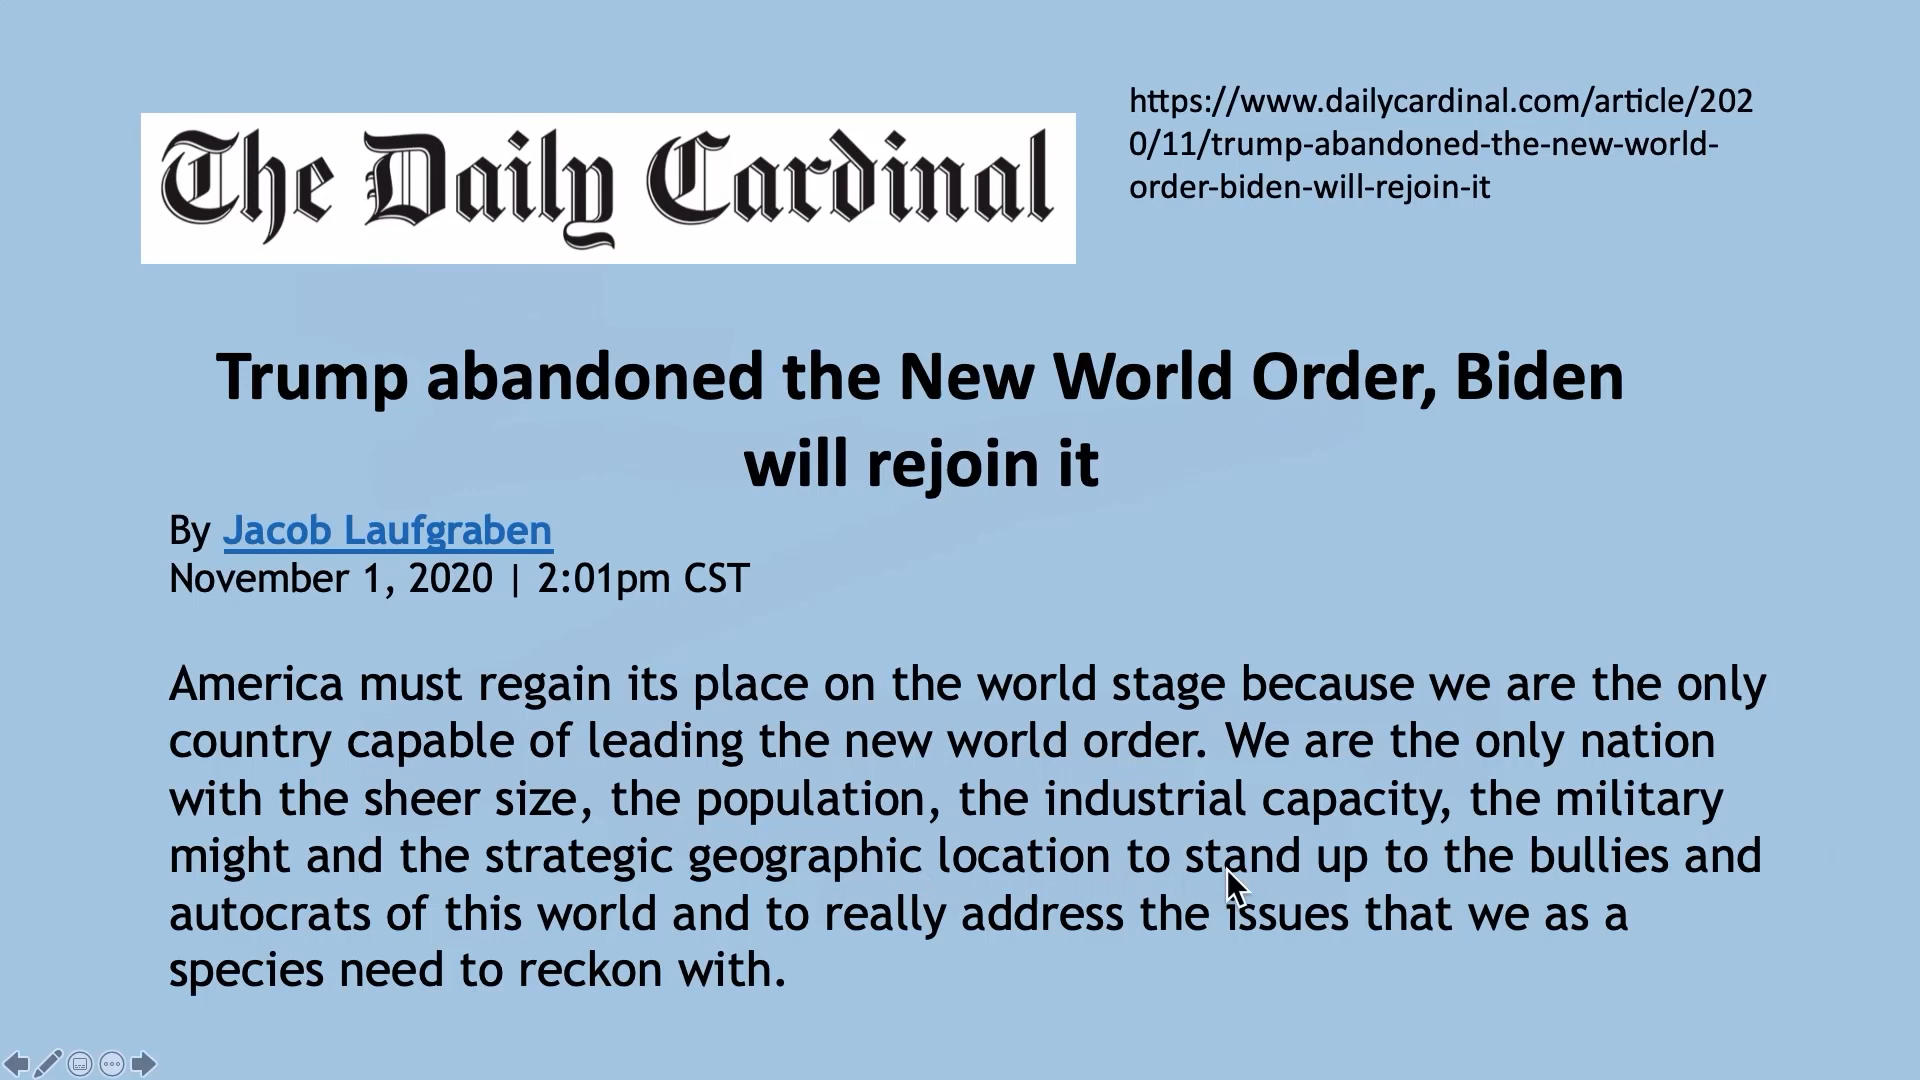 The Daily Cardinal
https://www.dailycardinal.com/article/202
0/11/trump-abandoned-the-new-world-
order-biden-will-rejoin-it
Trump abandoned the New World Order, Biden
will rejoin it
By Jacob Laufgraben
November 1, 2020 | 2:01pm CST
America must regain its place on the world stage because we are the only
country capable of leading the new world order. We are the only nation
with the sheer size, the population, the industrial capacity, the military
might and the strategic geographic location to stand up to the bullies and
autocrats of this world and to really address the issues that we as a
species need to reckon with.